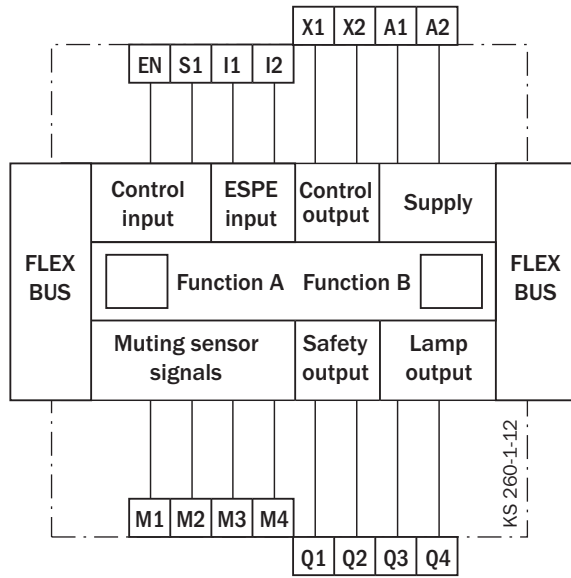 X1 X2 A1 A2
EN S1 I1 I2
Control input
ESPE input
Control output
Supply
FLEX BUS
Function A
Function B
FLEX BUS
Muting sensor signals
Safety output
Lamp output
KS 260-1-12
M1 M2 M3 M4
Q1 Q2 Q3 Q4